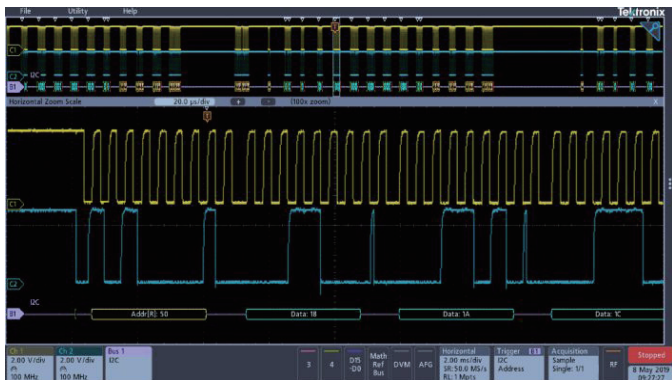 File Utility Help Tektronix
C1
C2 I2C
B1
Horizontal Zoom Scale 20.0 µs/div (100x zoom) X
T
C1
C2
I2C
B1 Addr[R]: 50 Data: 1B Data: 1A Data: 1C
Ch 1 Ch 2 Bus 1 Math Horizontal Trigger B1 Acquisition Stopped
2.00 V/div 2.00 V/div I2C 3 4 D15 Ref DVM AFG 2.00 ms/div I2C Sample RF
-D0 Bus SR: 50.0 MS/s Address Single: 1/1 8 May 2019
100 MHz 100 MHz RL: 1 Mpts